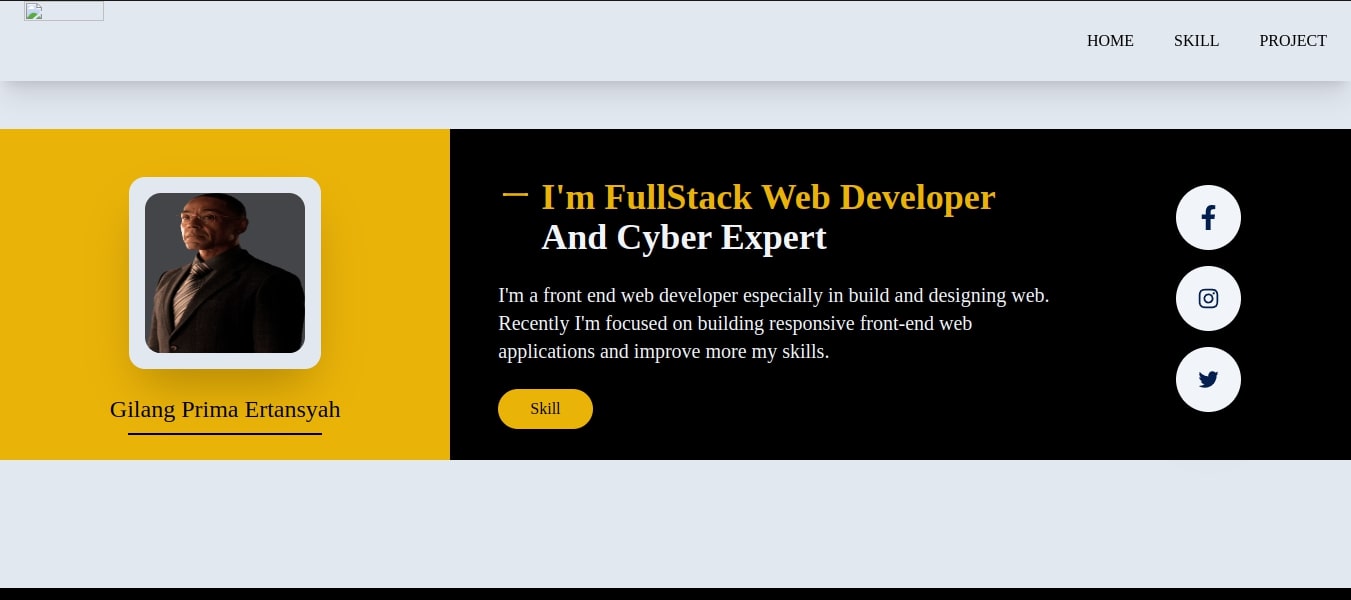 HOME SKILL PROJECT
I'm FullStack Web Developer
And Cyber Expert
I'm a front end web developer especially in build and designing web.
Recently I'm focused on building responsive front-end web
applications and improve more my skills.
Skill
Gilang Prima Ertansyah